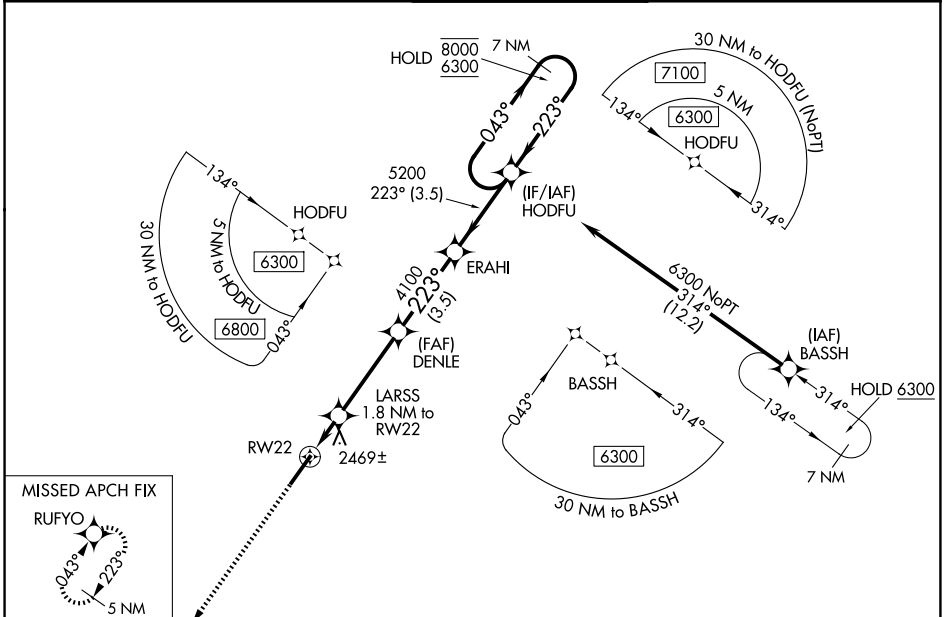 HOLD 8000
6300
7 NM
043°
223°
30 NM to HODFU (NoPT)
7100
5 NM
134°
6300
HODFU
314°
5200
223° (3.5)
(IF/IAF)
HODFU
134°
HODFU
5 NM to HODFU
30 NM to HODFU
6300
6800
043°
ERAHI
4100
223°
(3.5)
6300 NoPT
314°
(12.2)
(FAF)
DENLE
(IAF)
BASSH
HOLD 6300
314°
134°
7 NM
BASSH
043°
314°
6300
30 NM to BASSH
LARSS
1.8 NM to
RW22
RW22
2469±
MISSED APCH FIX
RUFYO
043°
223°
5 NM